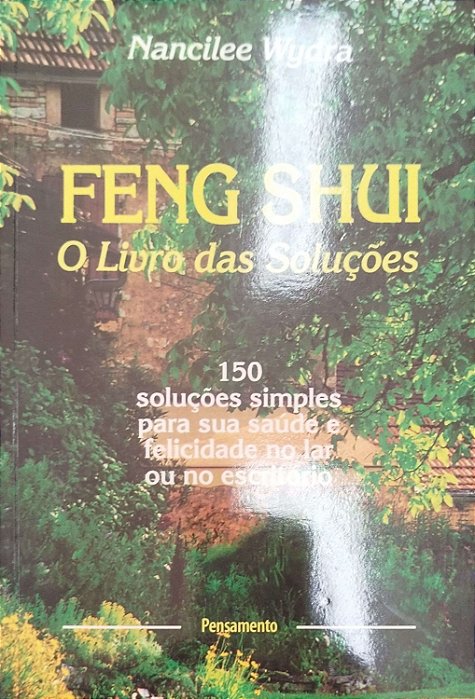 Nancilee Wydra
FENG SHUI
O Livro das Soluções
150
soluções simples
para sua saúde e
felicidade no lar
ou no escritório
Pensamento